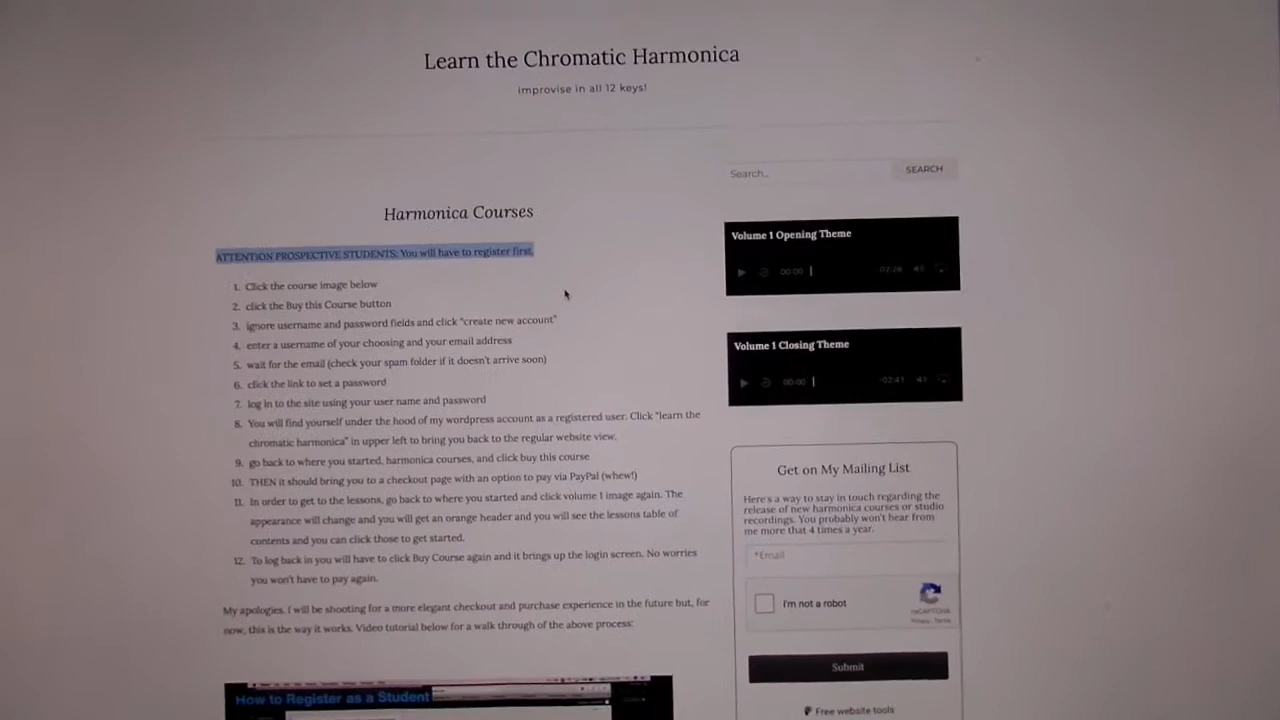 Learn the Chromatic Harmonica
improvise in all 12 keys!
Search...
SEARCH
Harmonica Courses
ATTENTION PROSPECTIVE STUDENTS: You will have to register first.
1. Click the course image below
2. click the Buy this Course button
3. ignore username and password fields and click "create new account"
4. enter a username of your choosing and your email address
5. wait for the email (check your spam folder if it doesn't arrive soon)
6. click the link to set a password
7. log in to the site using your user name and password
8. You will find yourself under the hood of my wordpress account as a registered user. Click "learn the
chromatic harmonica" in upper left to bring you back to the regular website view.
9. go back to where you started, harmonica courses, and click buy this course
10. THEN it should bring you to a checkout page with an option to pay via PayPal (whew!)
11. In order to get to the lessons, go back to where you started and click volume 1 image again. The
appearance will change and you will get an orange header and you will see the lessons table of
contents and you can click those to get started.
12. To log back in you will have to click Buy Course again and it brings up the login screen. No worries
you won't have to pay again.
My apologies. I will be shooting for a more elegant checkout and purchase experience in the future but, for
now, this is the way it works. Video tutorial below for a walk through of the above process:
How to Register as a Student
Volume 1 Opening Theme
00:00
Volume 1 Closing Theme
00:00 -02:41
Get on My Mailing List
Here's a way to stay in touch regarding the
release of new harmonica courses or studio
recordings. You probably won't hear from
me more that 4 times a year.
*Email
I'm not a robot
reCAPTCHA
Privacy - Terms
Submit
Free website tools